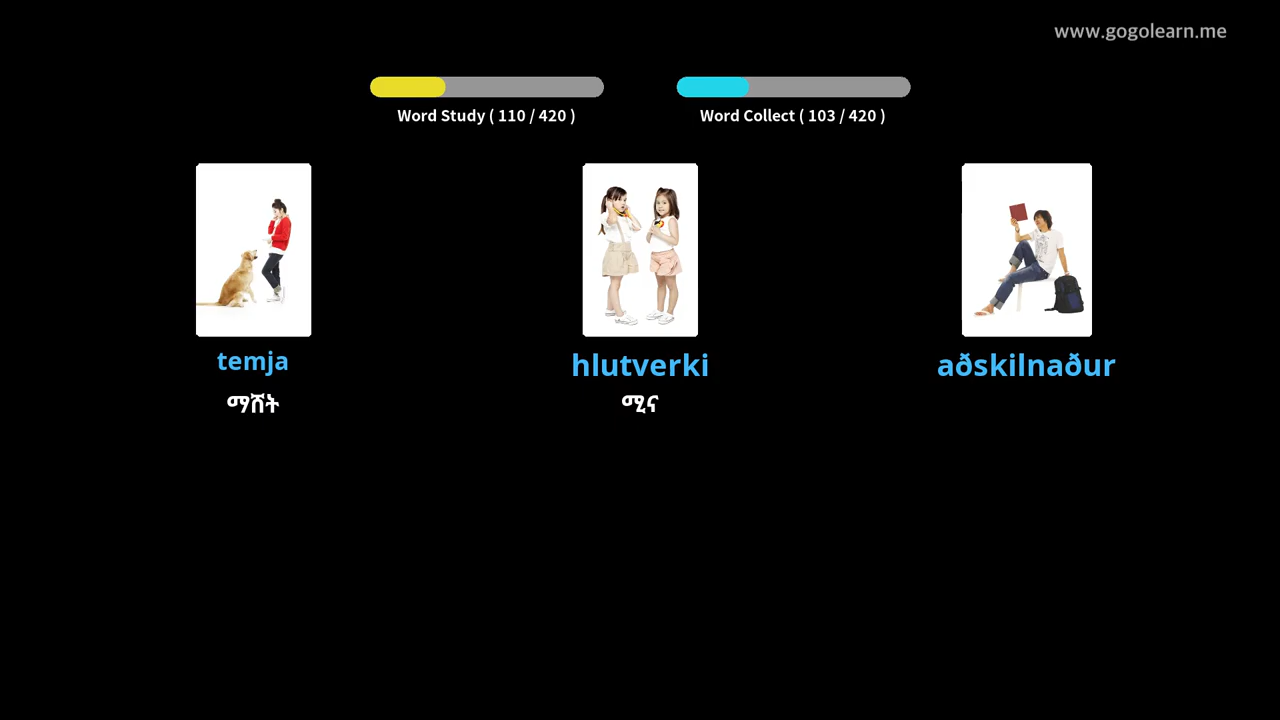 www.gogolearn.me
Word Study ( 110 / 420 )
Word Collect ( 103 / 420 )
temja
hlutverki
aðskilnaður
ማሸት
ሚና